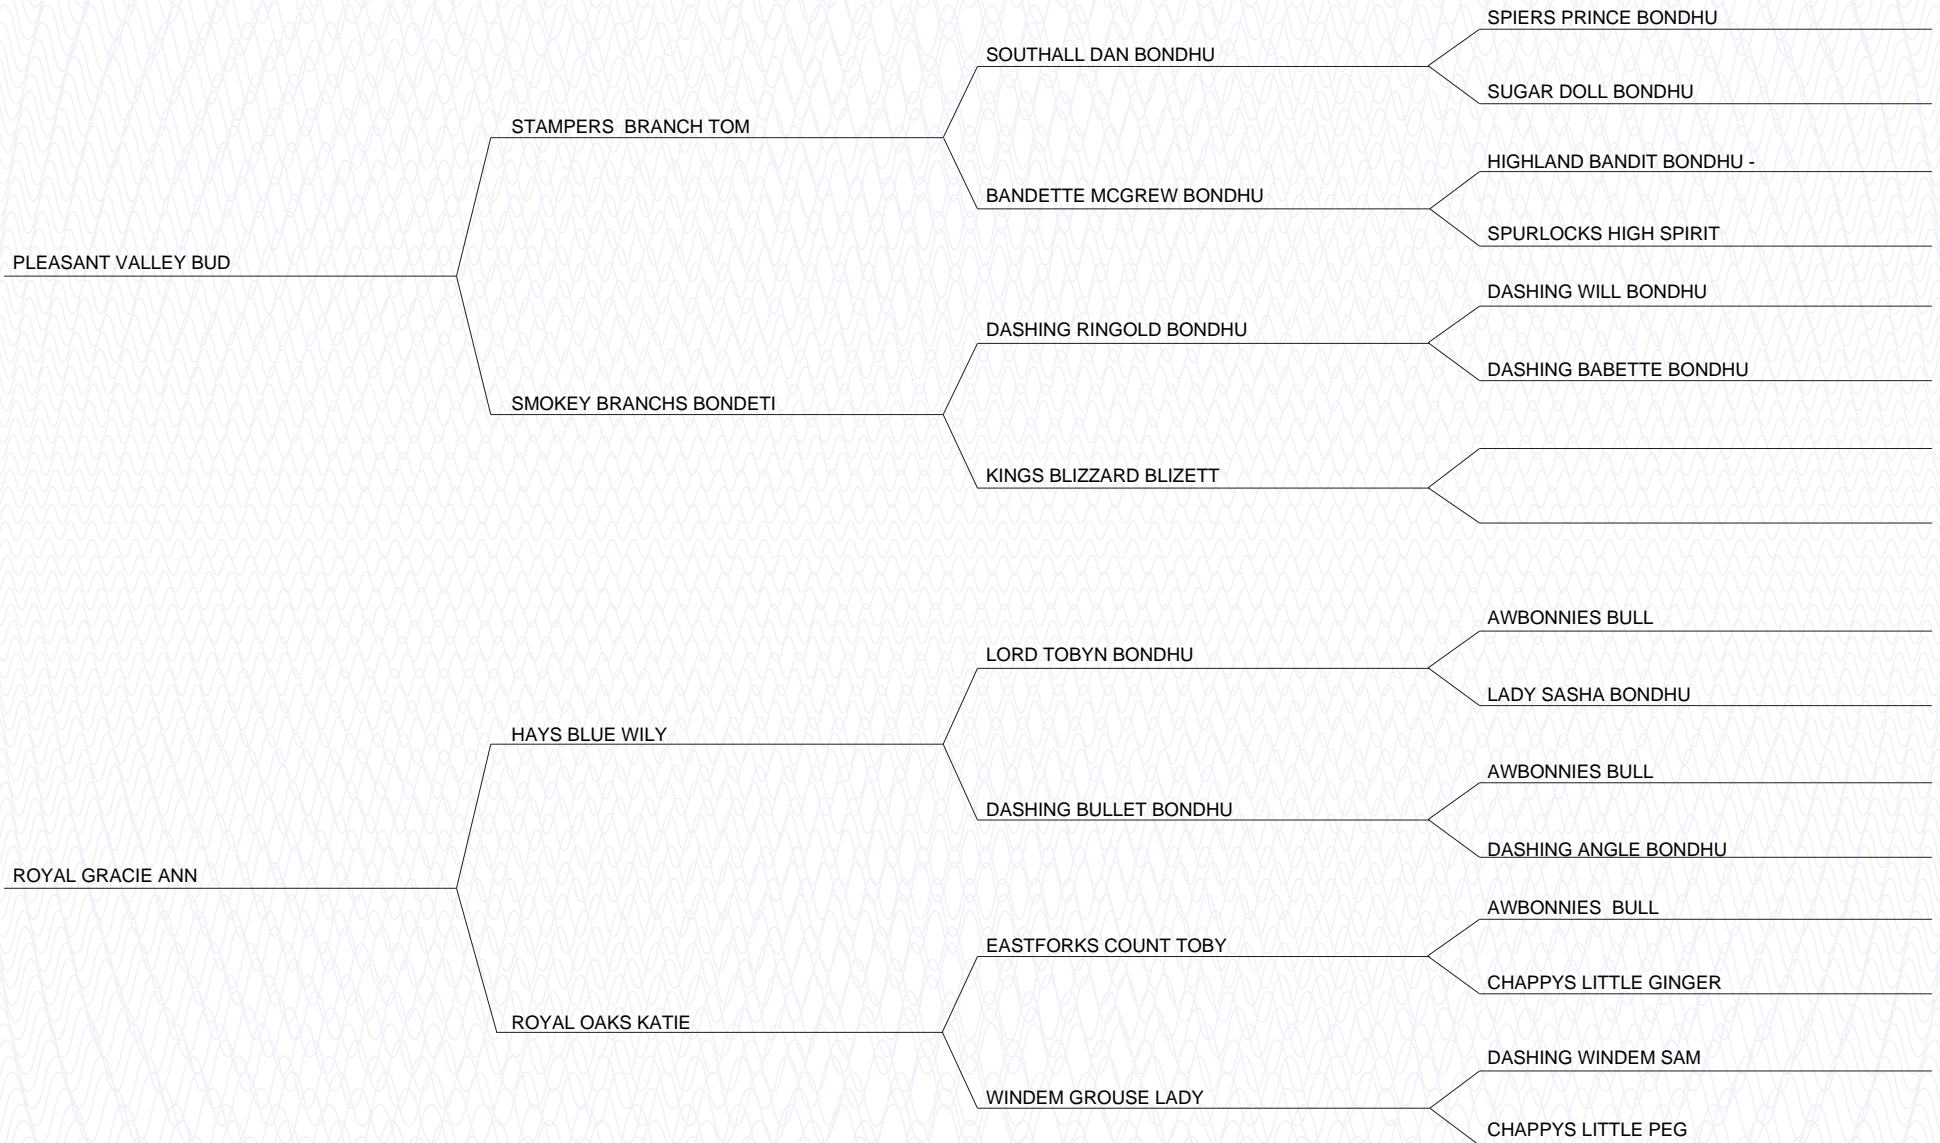 SPIERS PRINCE BONDHU
SOUTHALL DAN BONDHU
SUGAR DOLL BONDHU
STAMPERS  BRANCH TOM
HIGHLAND BANDIT BONDHU -
BANDETTE MCGREW BONDHU
SPURLOCKS HIGH SPIRIT
PLEASANT VALLEY BUD
DASHING WILL BONDHU
DASHING RINGOLD BONDHU
DASHING BABETTE BONDHU
SMOKEY BRANCHS BONDETI
KINGS BLIZZARD BLIZETT
AWBONNIES BULL
LORD TOBYN BONDHU
LADY SASHA BONDHU
HAYS BLUE WILY
AWBONNIES BULL
DASHING BULLET BONDHU
DASHING ANGLE BONDHU
ROYAL GRACIE ANN
AWBONNIES  BULL
EASTFORKS COUNT TOBY
CHAPPYS LITTLE GINGER
ROYAL OAKS KATIE
DASHING WINDEM SAM
WINDEM GROUSE LADY
CHAPPYS LITTLE PEG